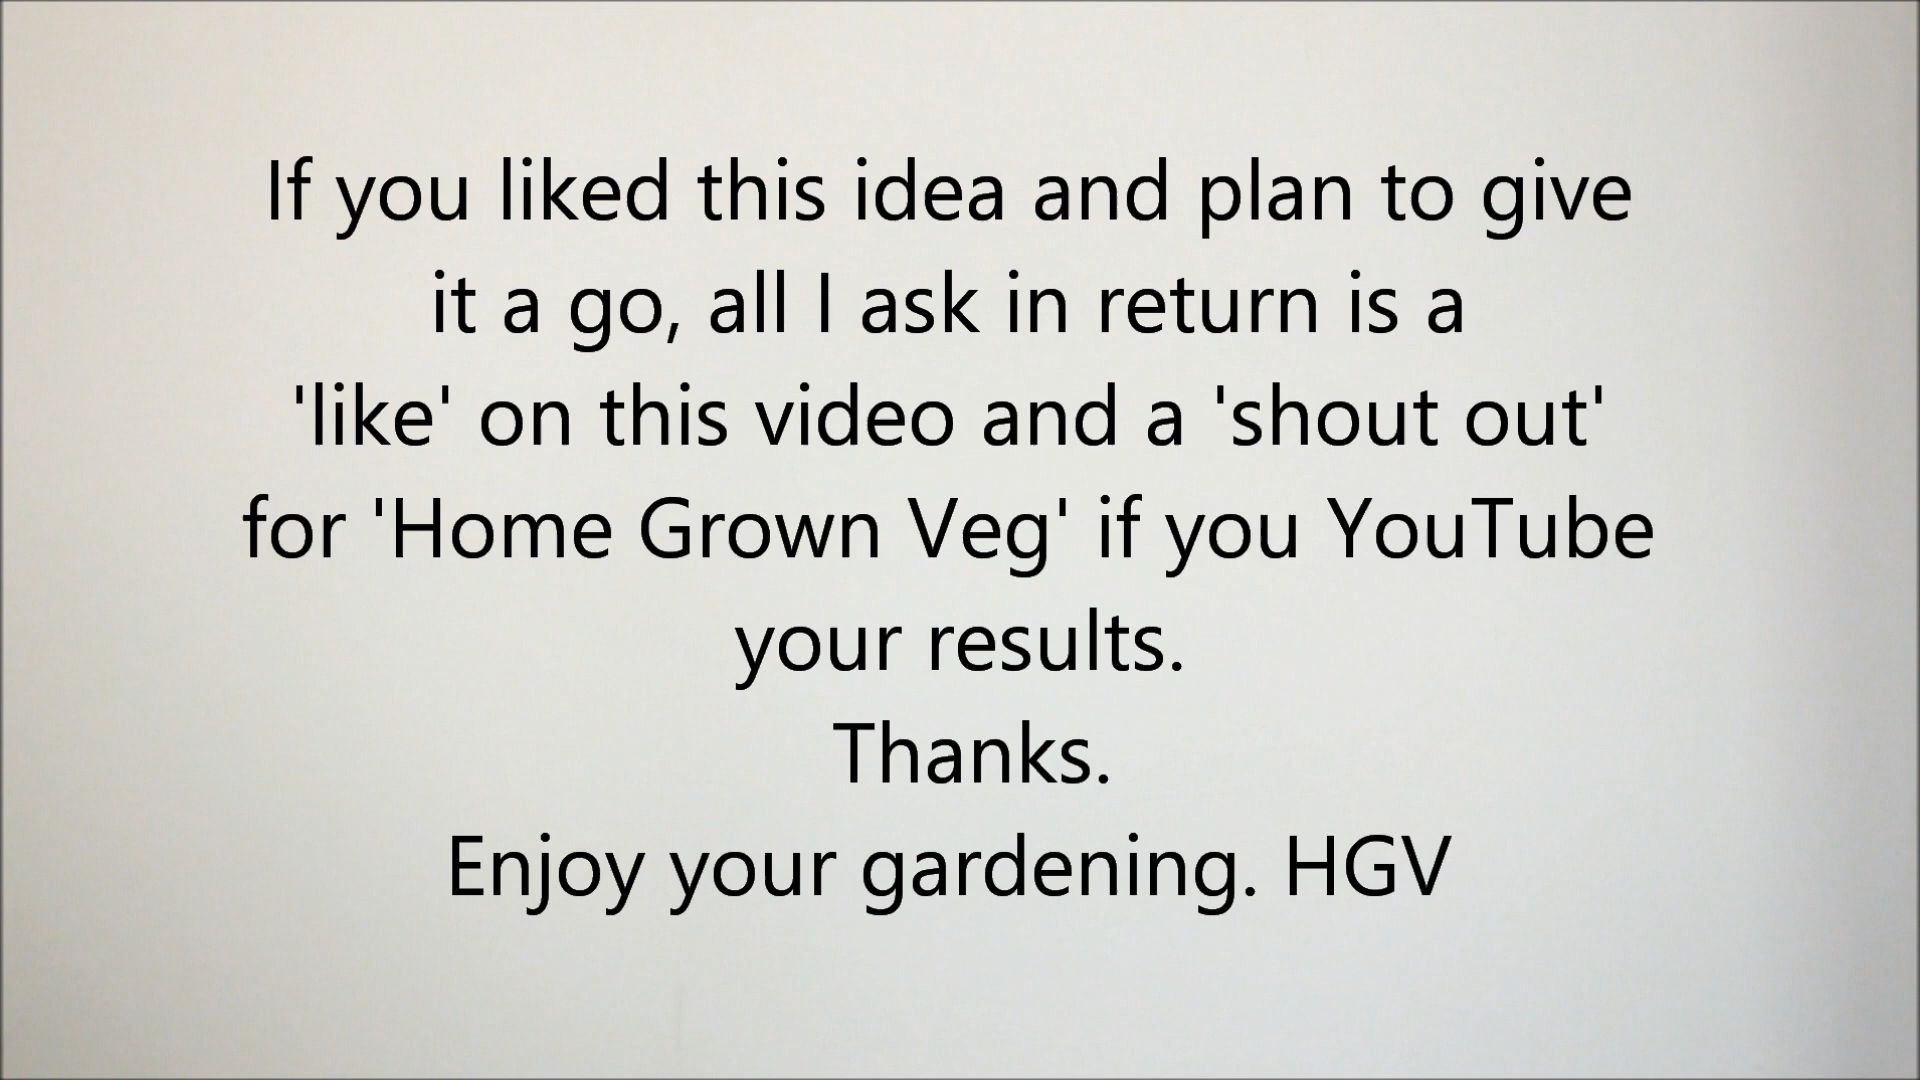 If you liked this idea and plan to give
it a go, all I ask in return is a
'like' on this video and a 'shout out'
for 'Home Grown Veg' if you YouTube
your results.
Thanks.
Enjoy your gardening. HGV